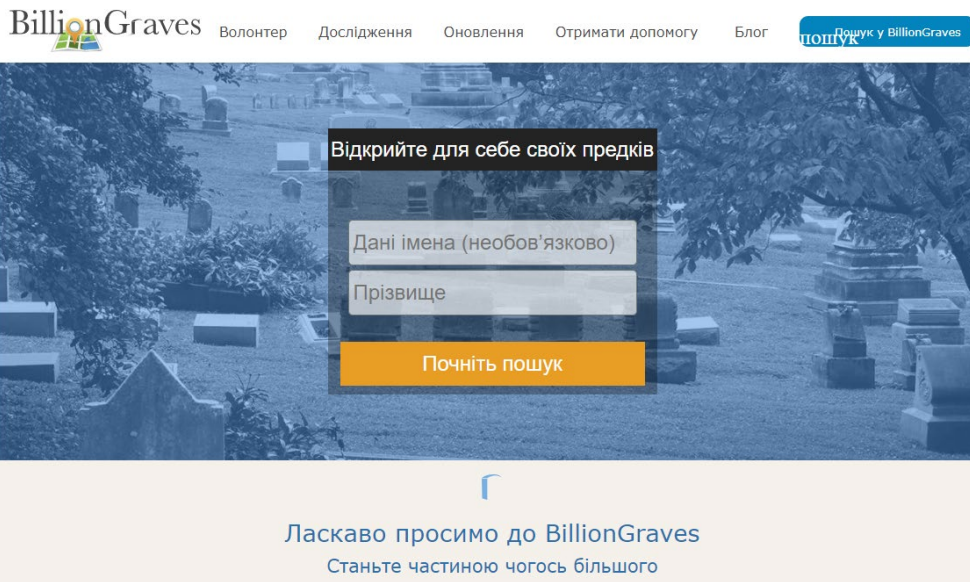 BillionGraves
Волонтер Дослідження Оновлення Отримати допомогу Блог пошук Пошук у BillionGraves
Відкрийте для себе своїх предків
Дані імена (необов'язково)
Прізвище
Почніть пошук
Ласкаво просимо до BillionGraves
Станьте частиною чогось більшого